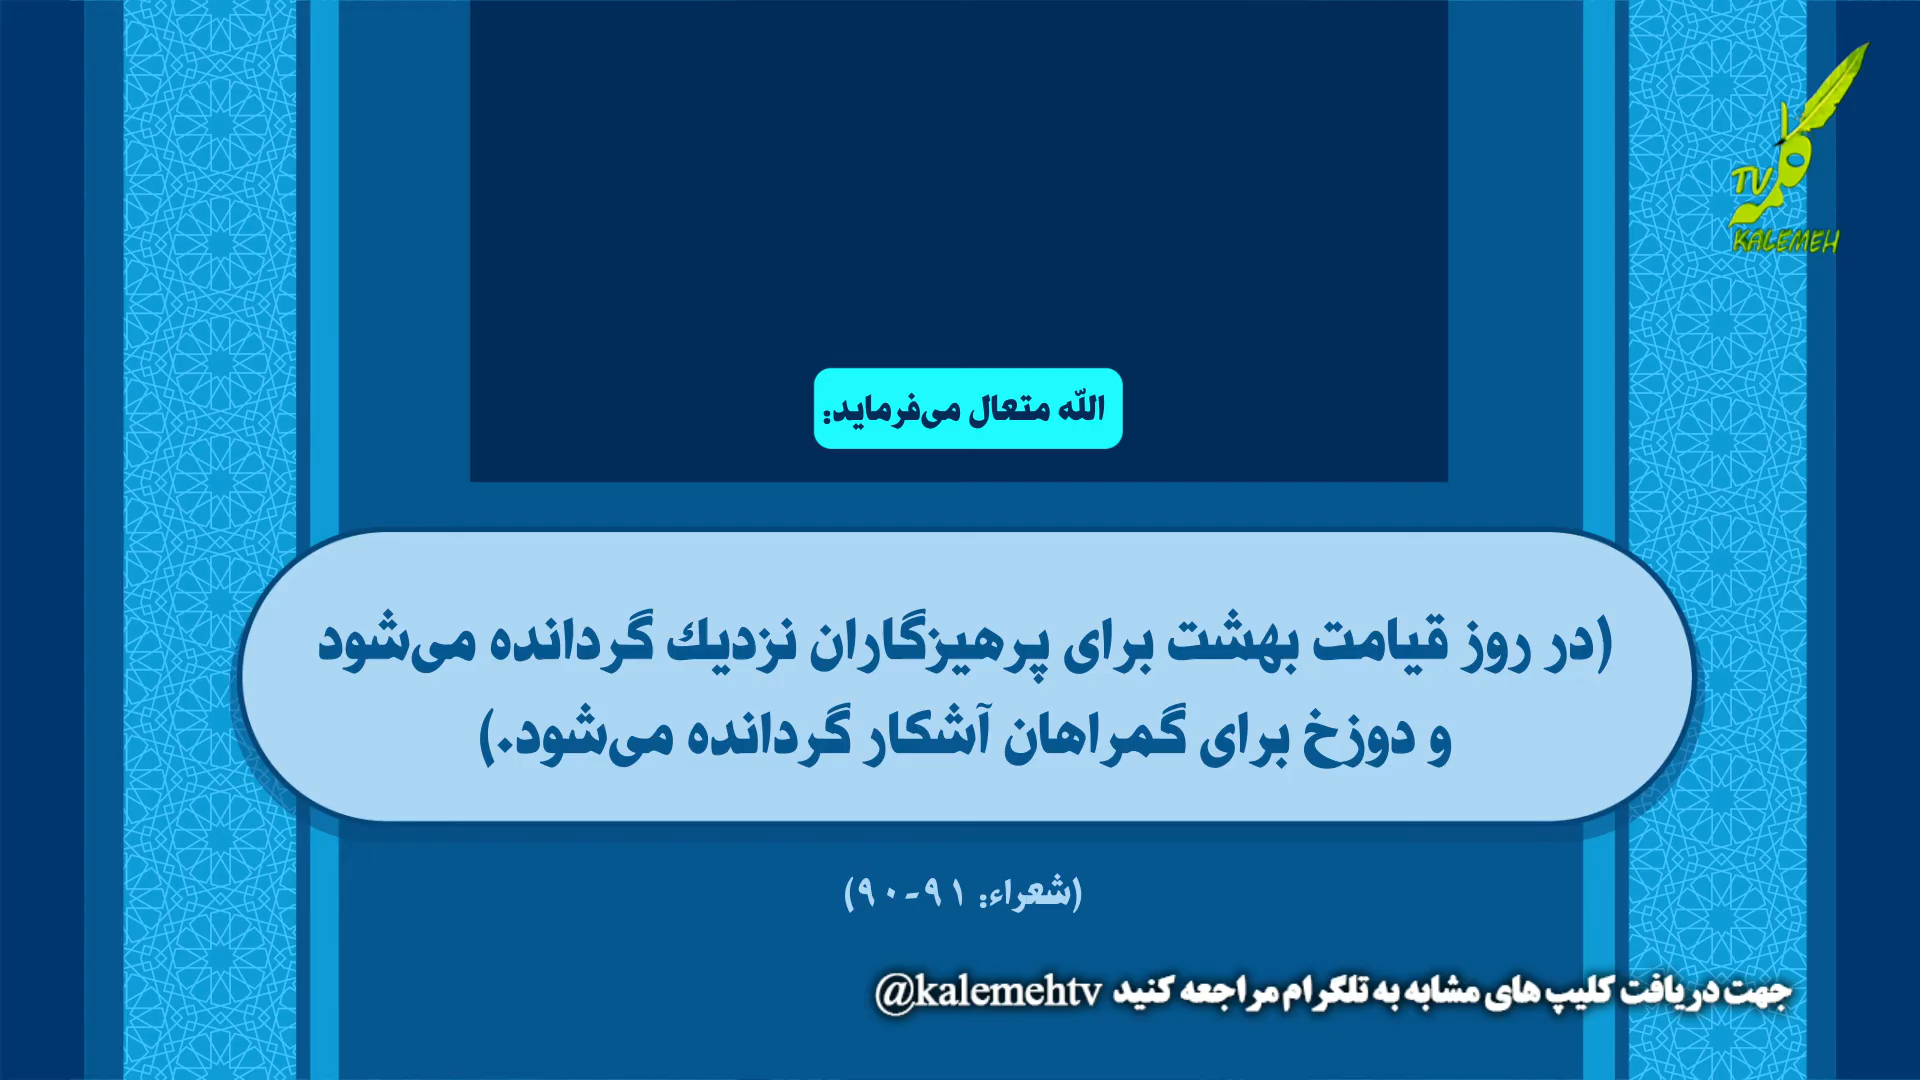 TV
KALEMEH
الله متعال می‌فرماید:
(در روز قیامت بهشت برای پرهیزگاران نزدیك گردانده می‌شود
و دوزخ برای گمراهان آشکار گردانده می‌شود.)
(شعراء: ۹۱-۹۰)
جهت دریافت کلیپ های مشابه به تلگرام مراجعه کنید @kalemehtv